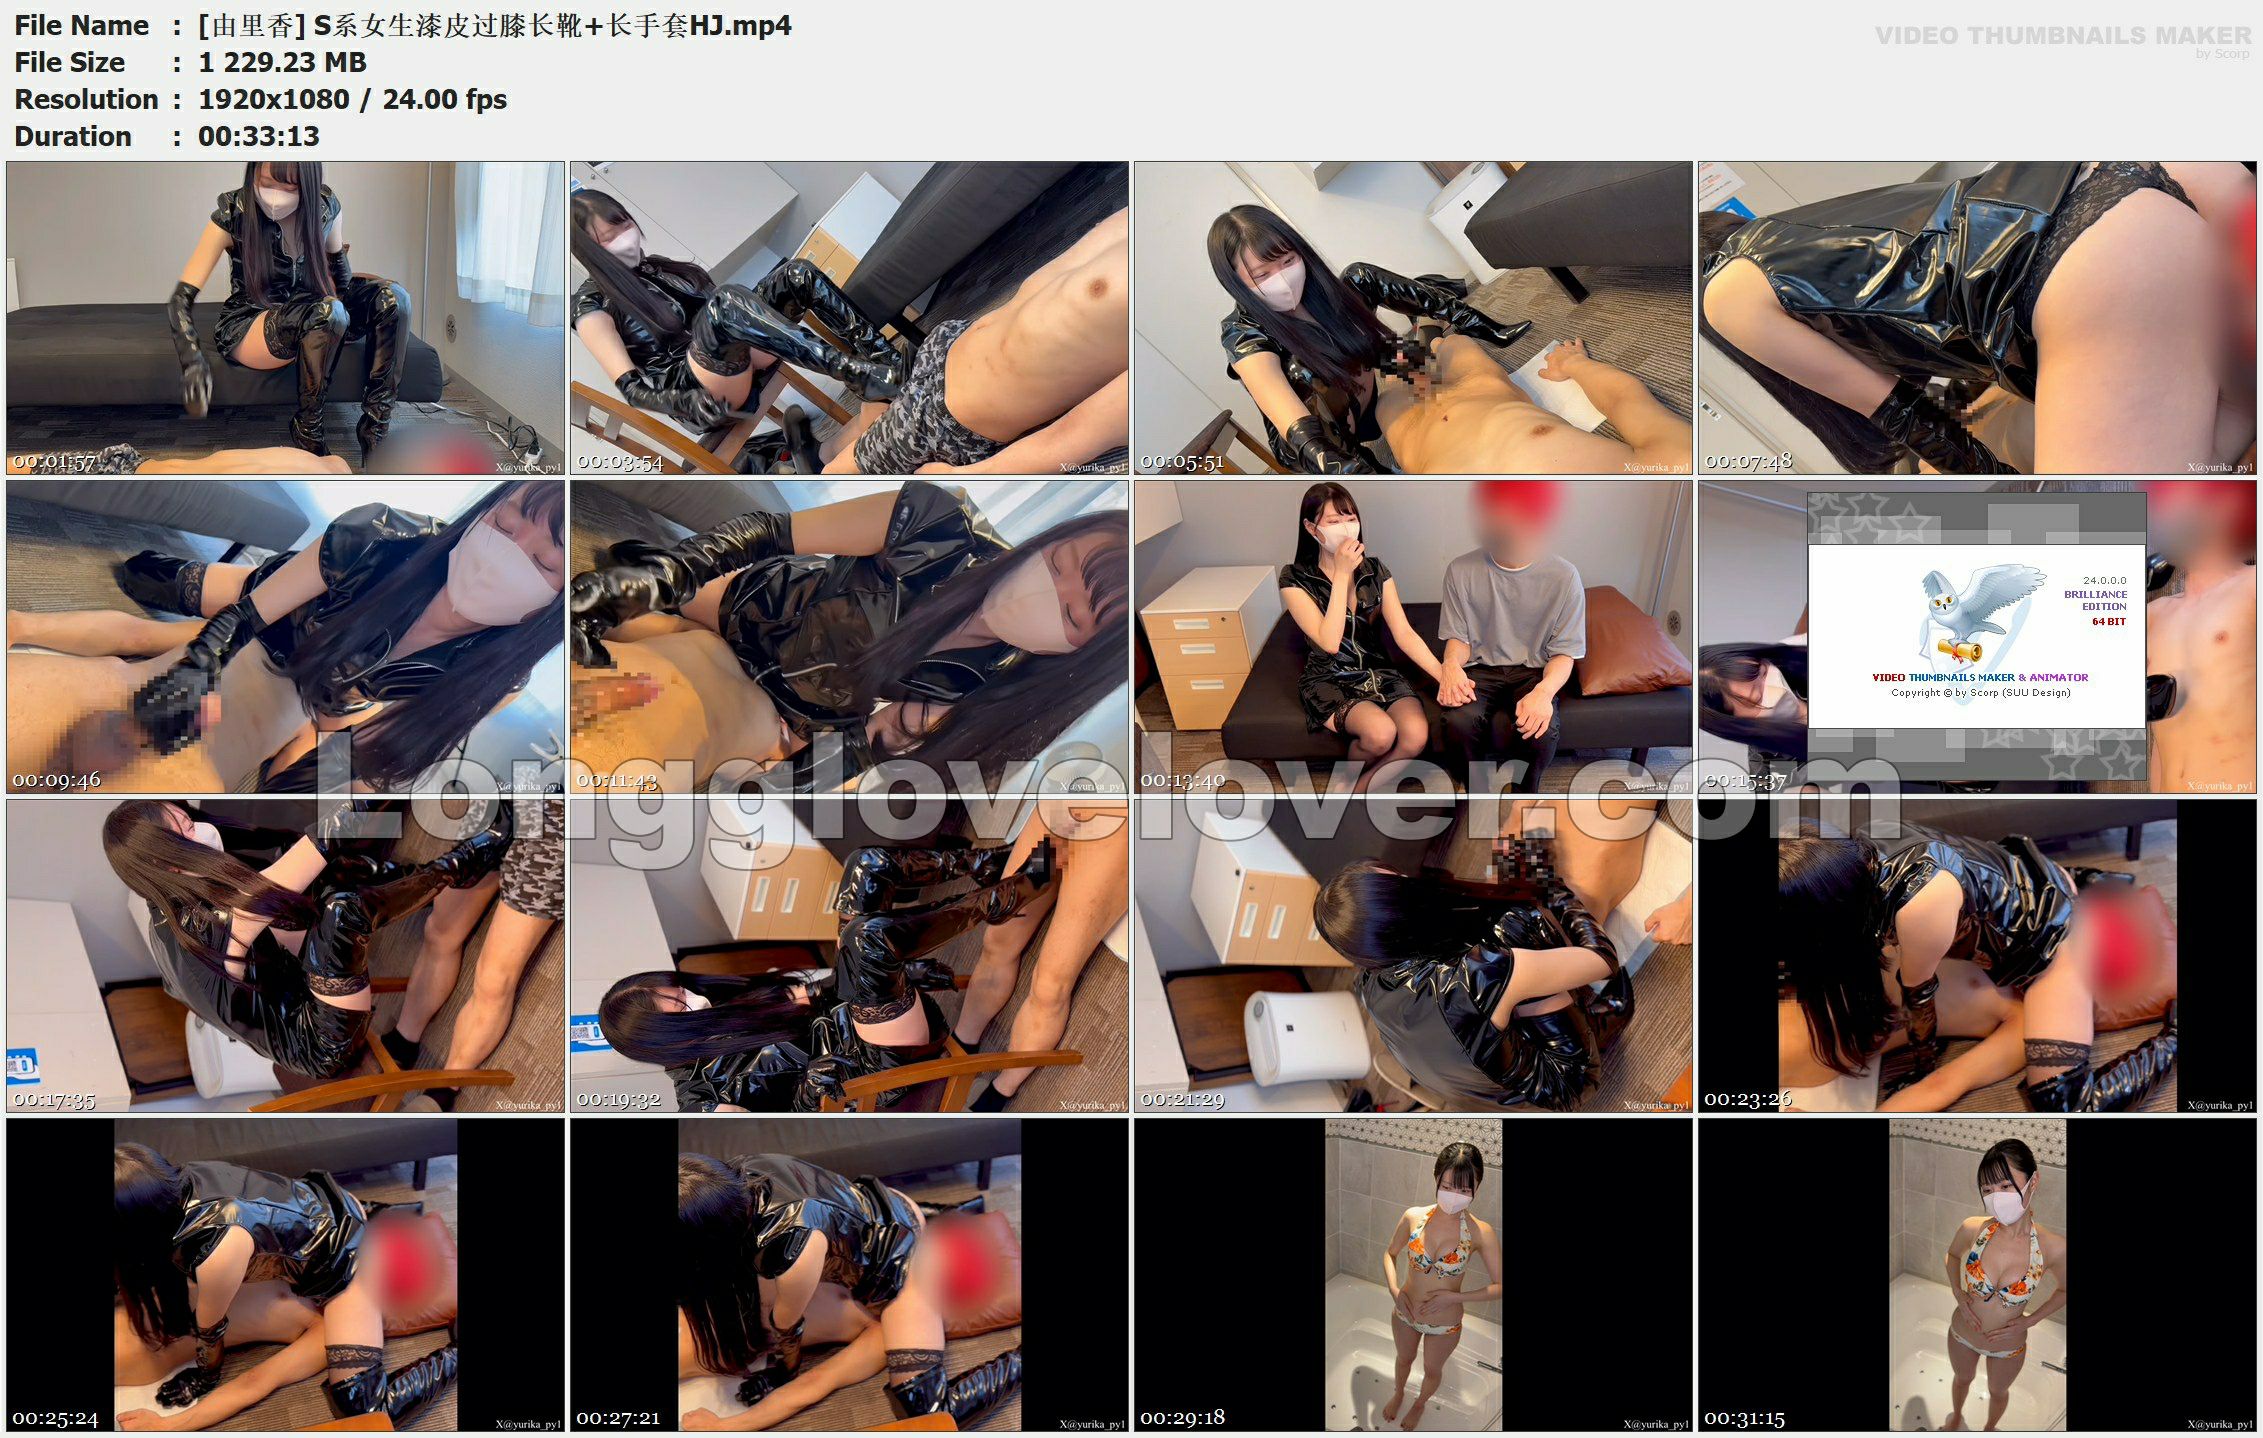 File Name : [由里香] S系女生漆皮过膝长靴+长手套HJ.mp4
File Size : 1 229.23 MB
Resolution : 1920x1080 / 24.00 fps
Duration : 00:33:13
VIDEO THUMBNAILS MAKER
by Scorp
00:01:57
X@yurika_py1
00:03:54
X@yurika_py1
00:05:51
X@yurika_py1
00:07:48
X@yurika_py1
00:09:46
X@yurika_py1
00:11:43
X@yurika_py1
00:13:40
X@yurika_py1
24.0.0.0
BRILLIANCE
EDITION
64 BIT
VIDEO THUMBNAILS MAKER & ANIMATOR
Copyright © by Scorp (SUU Design)
00:15:37
X@yurika_py1
Longglovelover.com
00:17:35
X@yurika_py1
00:19:32
X@yurika_py1
00:21:29
X@yurika_py1
00:23:26
X@yurika_py1
00:25:24
X@yurika_py1
00:27:21
X@yurika_py1
00:29:18
X@yurika_py1
00:31:15
X@yurika_py1